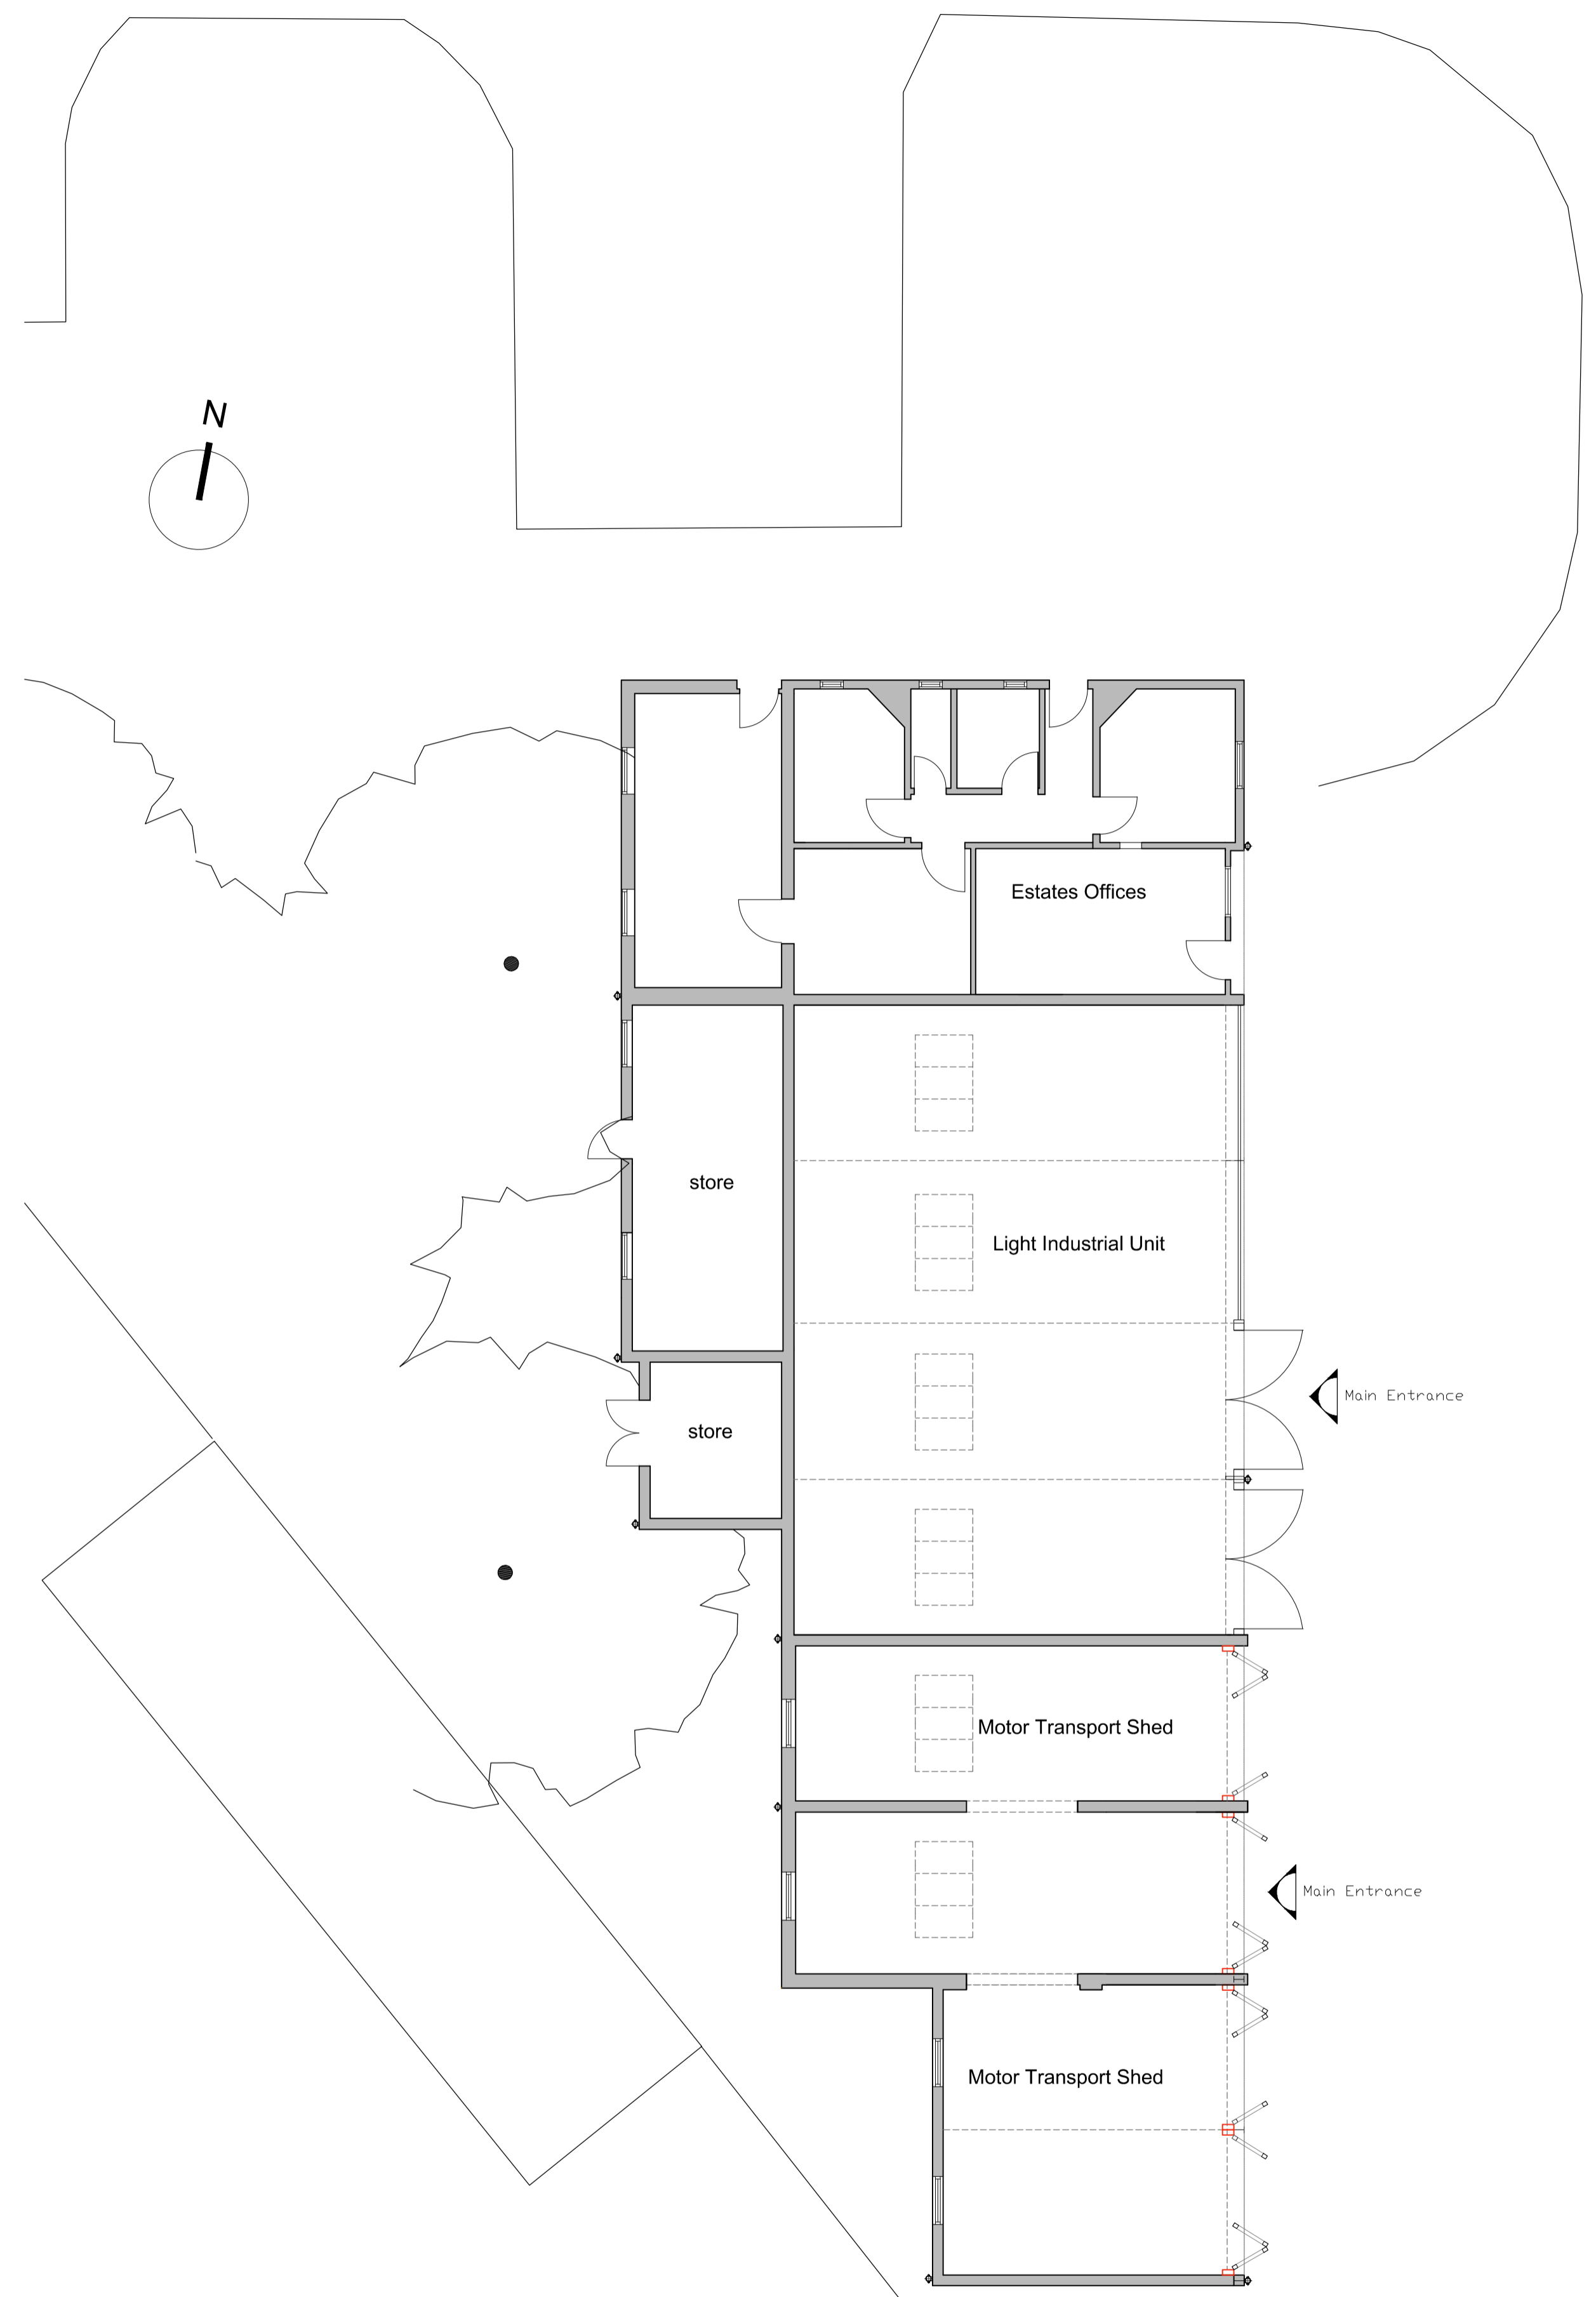 N
Estates Offices
store
Light Industrial Unit
Main Entrance
store
Motor Transport Shed
Main Entrance
Motor Transport Shed